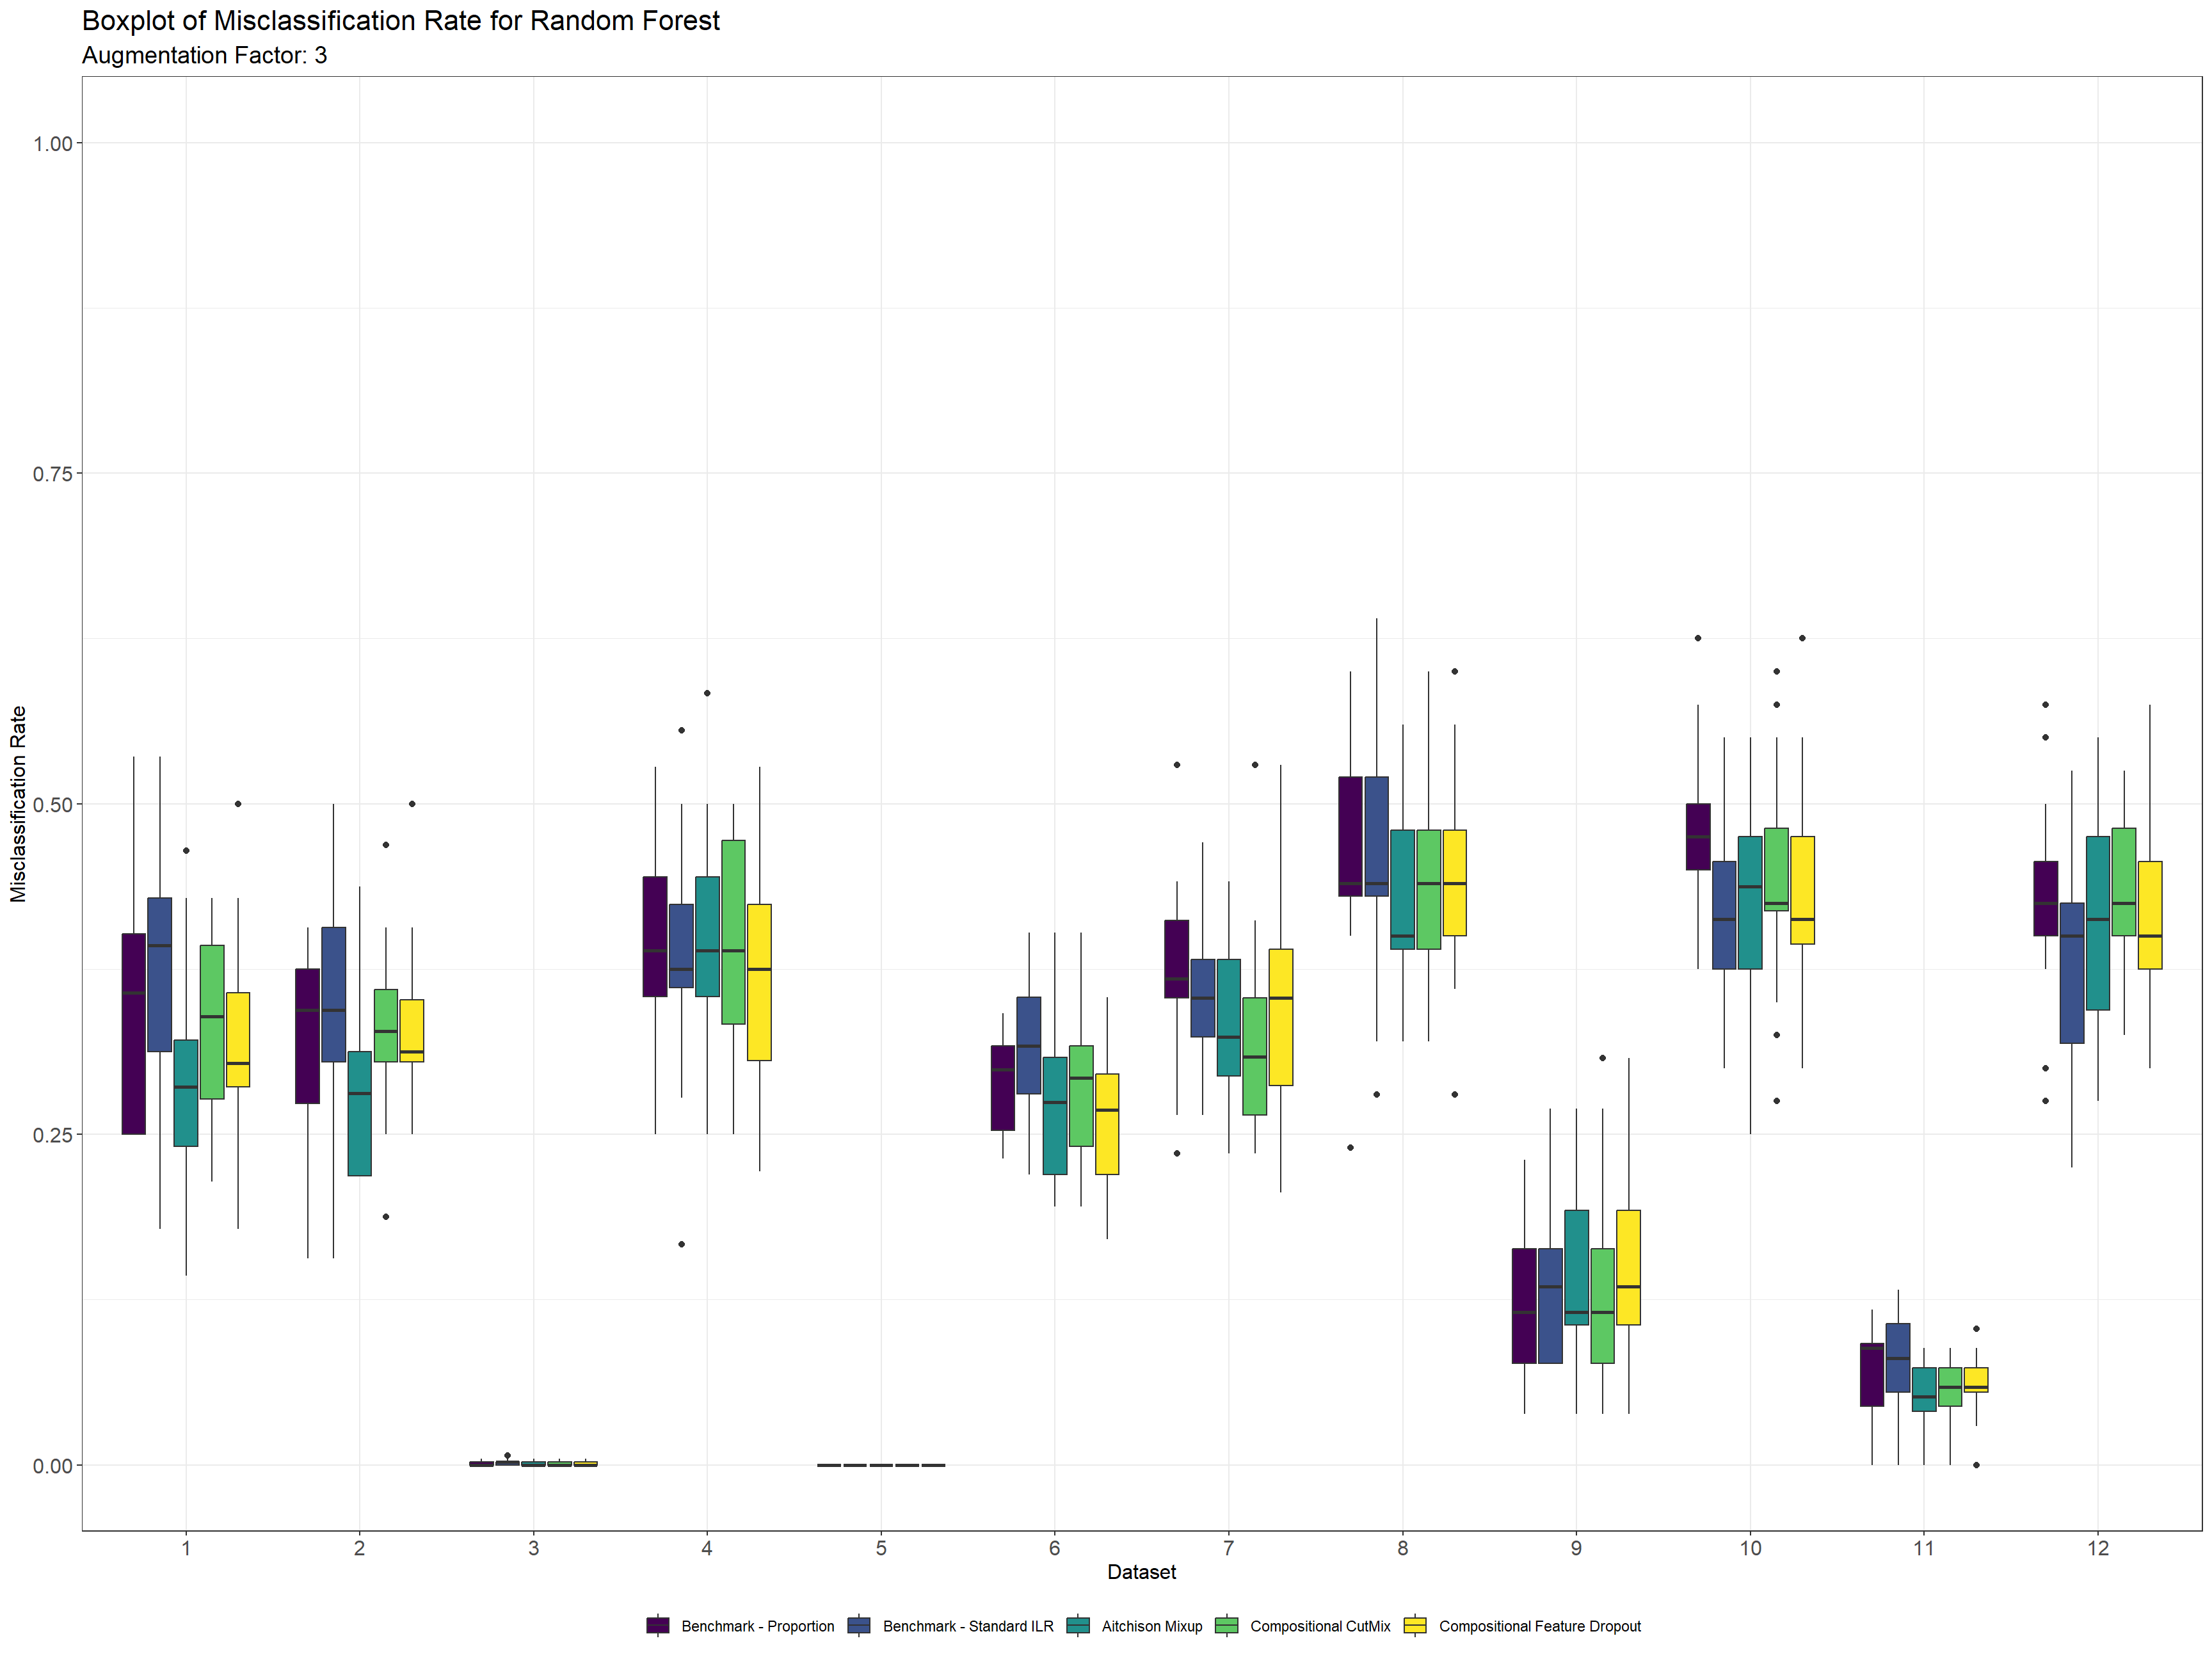 Boxplot of Misclassification Rate for Random Forest
Augmentation Factor: 3
Misclassification Rate
1.00
0.75
0.50
0.25
0.00
1 2 3 4 5 6 7 8 9 10 11 12
Dataset
Benchmark - Proportion Benchmark - Standard ILR Aitchison Mixup Compositional CutMix Compositional Feature Dropout